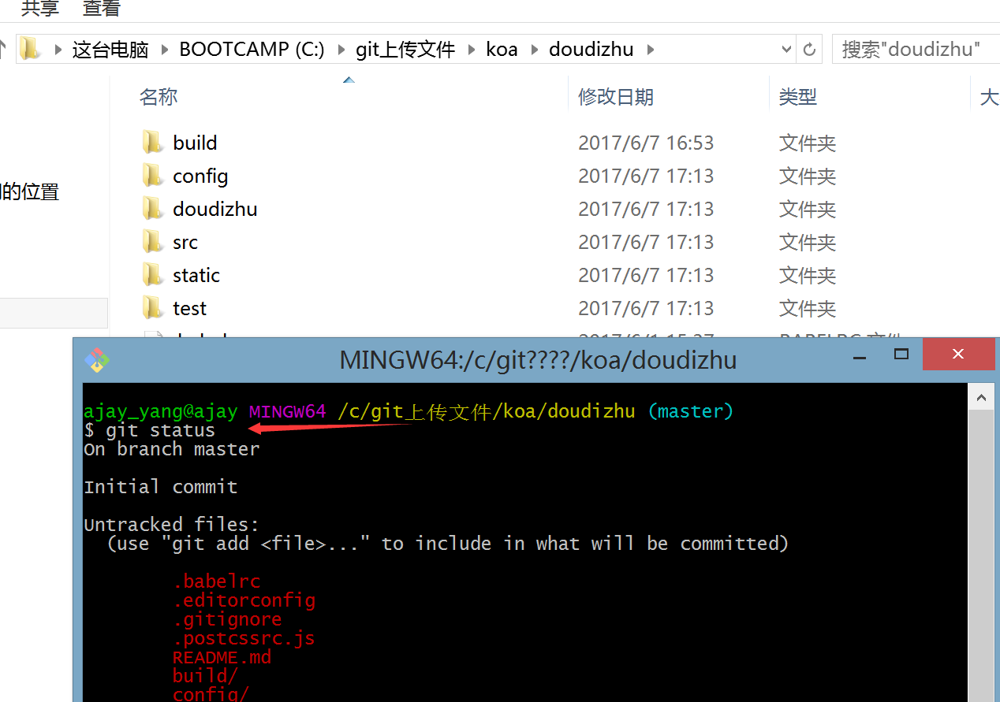 共享 查看
这台电脑 BOOTCAMP (C:) git上传文件 koa doudizhu 搜索"doudizhu"
名称 修改日期 类型 大
build 2017/6/7 16:53 文件夹
config 2017/6/7 17:13 文件夹
的位置
doudizhu 2017/6/7 17:13 文件夹
src 2017/6/7 17:13 文件夹
static 2017/6/7 17:13 文件夹
test 2017/6/7 17:13 文件夹
MINGW64:/c/git????/koa/doudizhu
ajay_yang@ajay MINGW64 /c/git上传文件/koa/doudizhu (master)
$ git status
On branch master
Initial commit
Untracked files:
(use "git add <file>..." to include in what will be committed)
.babelrc
.editorconfig
.gitignore
.postcssrc.js
README.md
build/
config/